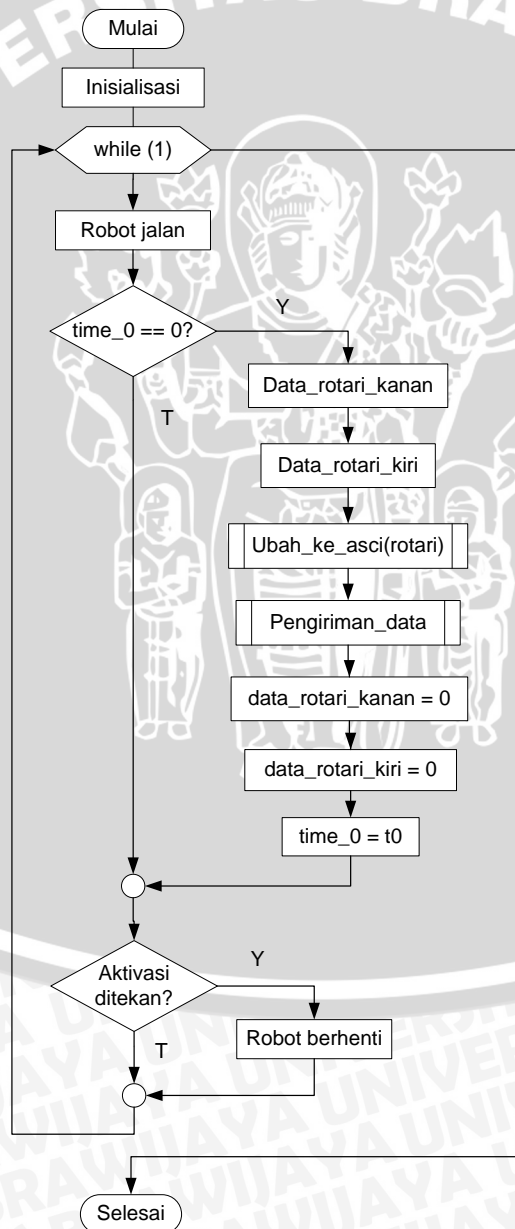 Mulai
Inisialisasi
while (1)
Robot jalan
time_0 == 0?
Y
T
Data_rotari_kanan
Data_rotari_kiri
Ubah_ke_asci(rotari)
Pengiriman_data
data_rotari_kanan = 0
data_rotari_kiri = 0
time_0 = t0
Aktivasi
ditekan?
Y
T
Robot berhenti
Selesai